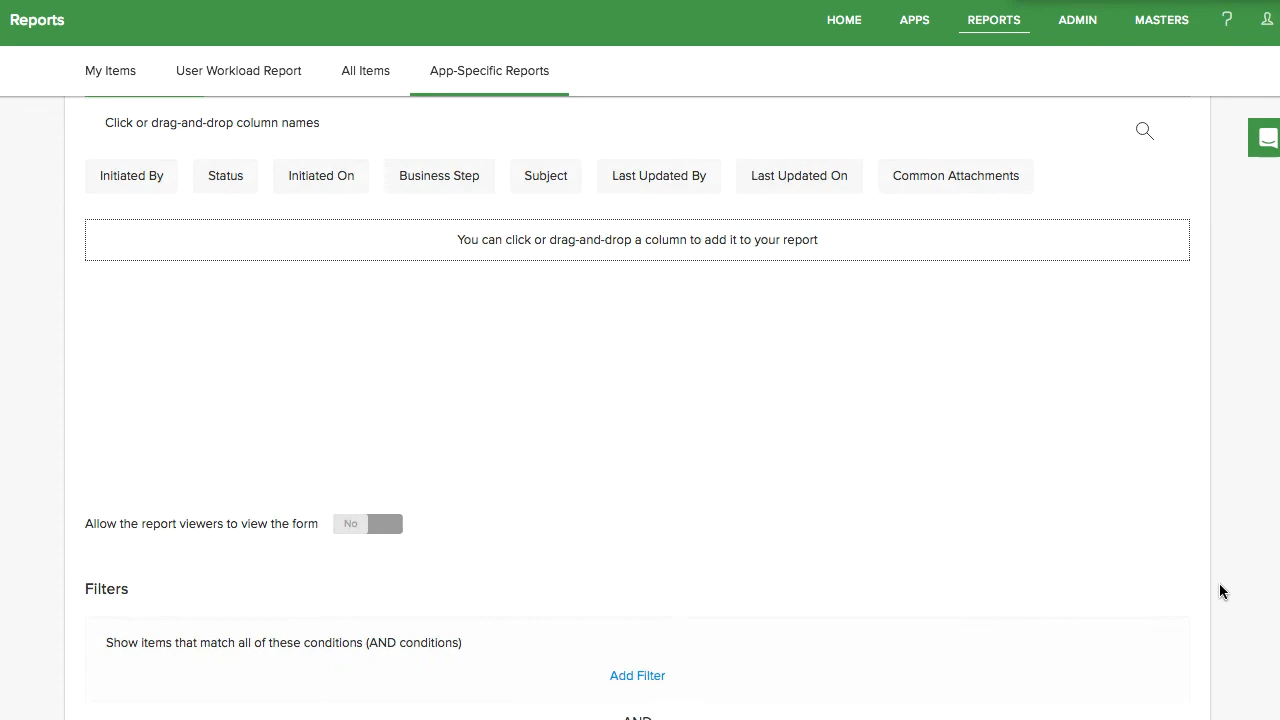 Reports
HOME APPS REPORTS ADMIN MASTERS ?
My Items User Workload Report All Items App-Specific Reports
Click or drag-and-drop column names
Initiated By Status Initiated On Business Step Subject Last Updated By Last Updated On Common Attachments
You can click or drag-and-drop a column to add it to your report
Allow the report viewers to view the form No
Filters
Show items that match all of these conditions (AND conditions)
Add Filter
AND